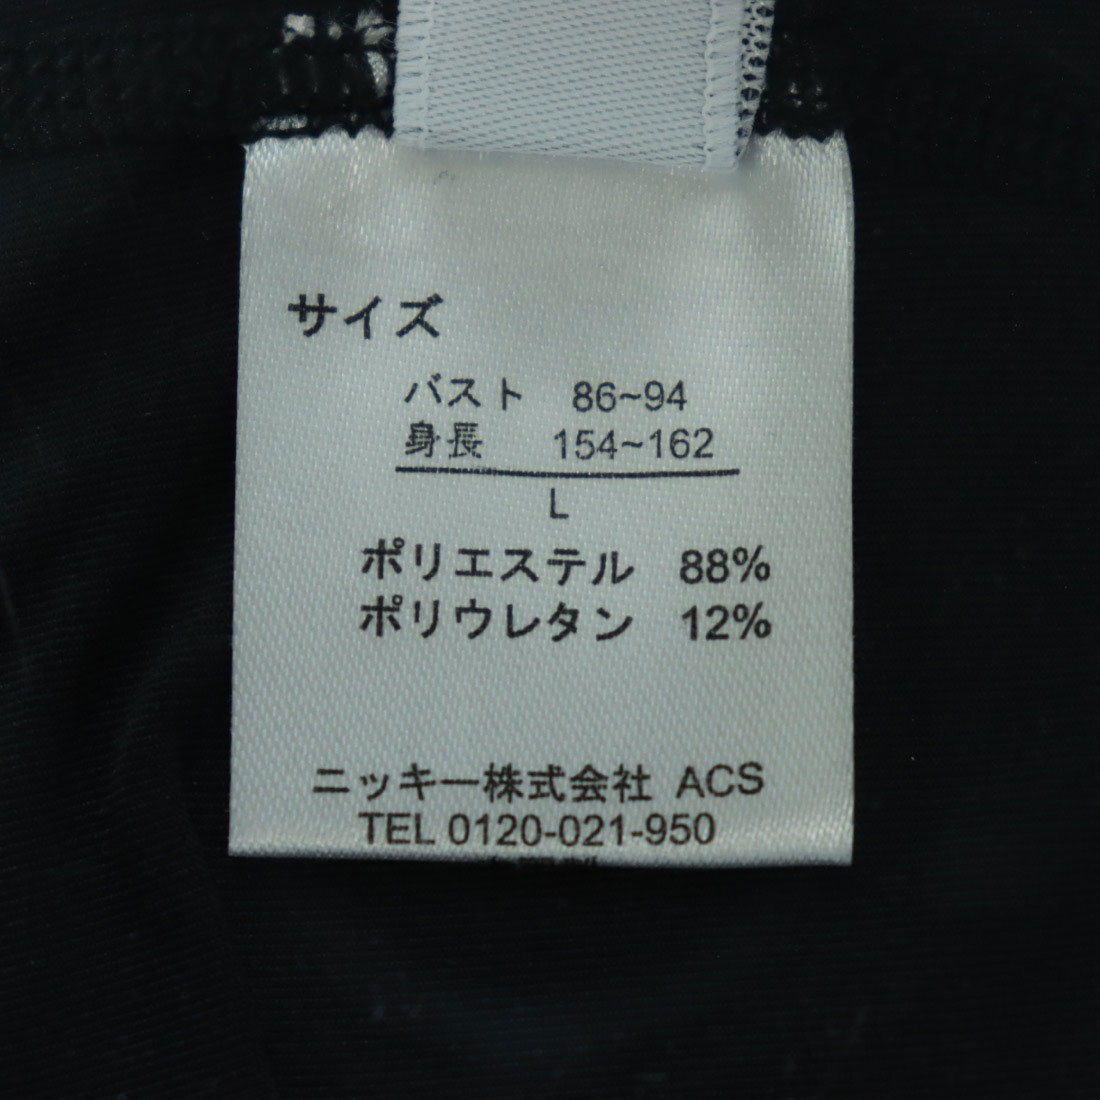 サイズ
バスト 86~94
身長 154~162
L
ポリエステル 88%
ポリウレタン 12%
ニッキー株式会社 ACS
TEL 0120-021-950